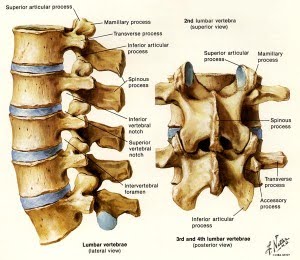 Superior articular process
Mamillary process
Transverse process
Inferior articular
process
Spinous
process
Inferior
vertebral
notch
Superior
vertebral
notch
Intervertebral
foramen
Lumbar vertebrae
(lateral view)
2nd lumbar vertebra
(superior view)
Superior articular
process
Mamillary
process
Spinous
process
Transverse
process
Accessory
process
Inferior articular
process
3rd and 4th lumbar vertebrae
(posterior view)